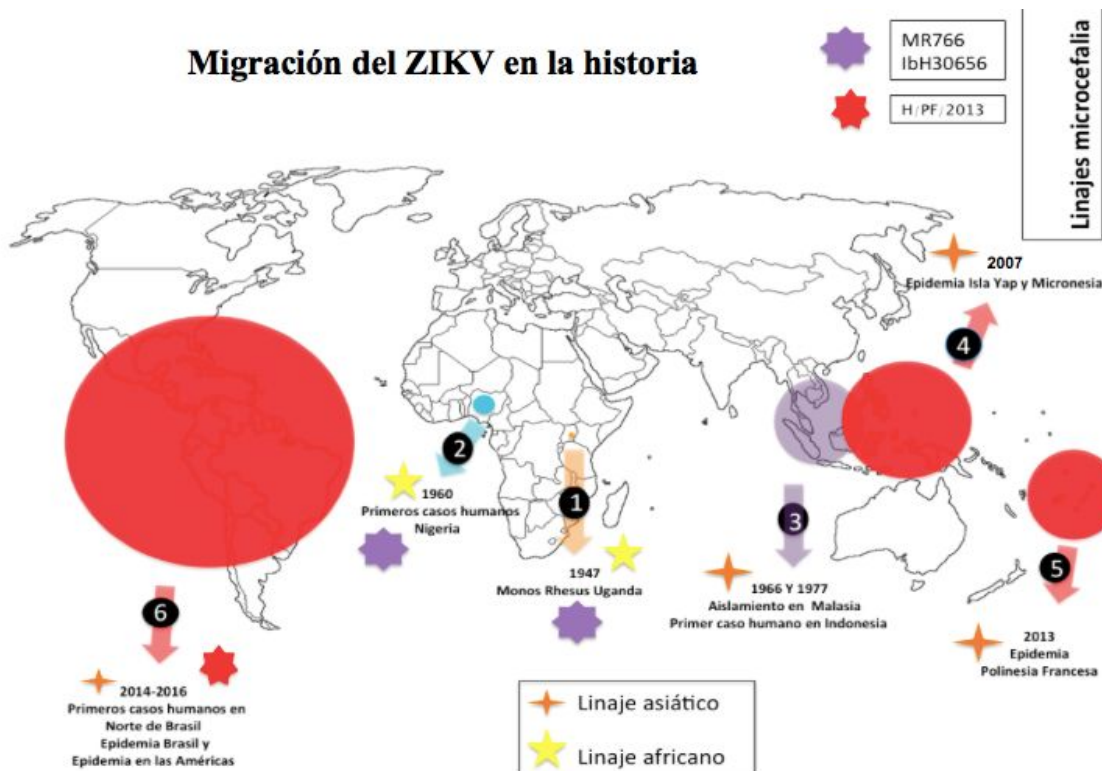 Migración del ZIKV en la historia
MR766
IbH30656
H/PF/2013
Linajes microcefalia
2007
Epidemia Isla Yap y Micronesia
4
2
1960
Primeros casos humanos
Nigeria
1
1947
Monos Rhesus Uganda
3
1966 Y 1977
Aislamiento en Malasia
Primer caso humano en Indonesia
5
2013
Epidemia
Polinesia Francesa
6
2014-2016
Primeros casos humanos en
Norte de Brasil
Epidemia Brasil y
Epidemia en las Américas
Linaje asiático
Linaje africano